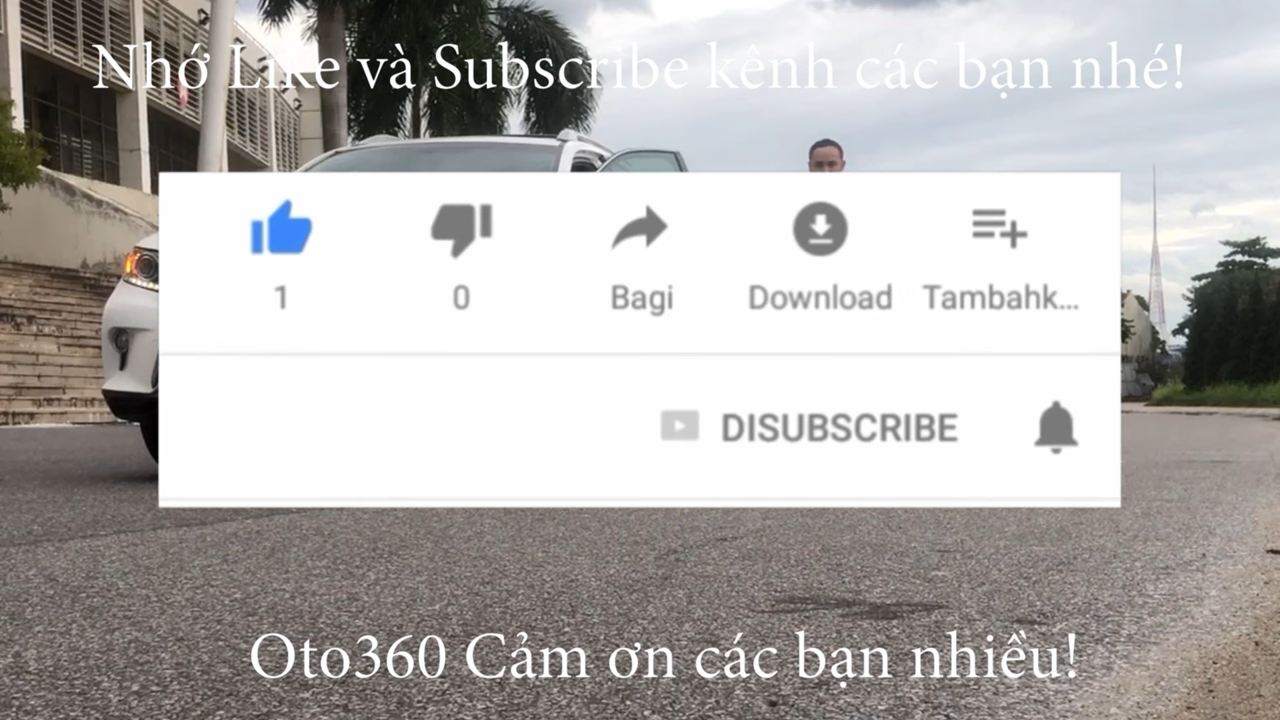 Nhớ Like và Subscribe kênh các bạn nhé!
1 0 Bagi Download Tambahk...
DISUBSCRIBE
Oto360 Cảm ơn các bạn nhiều!